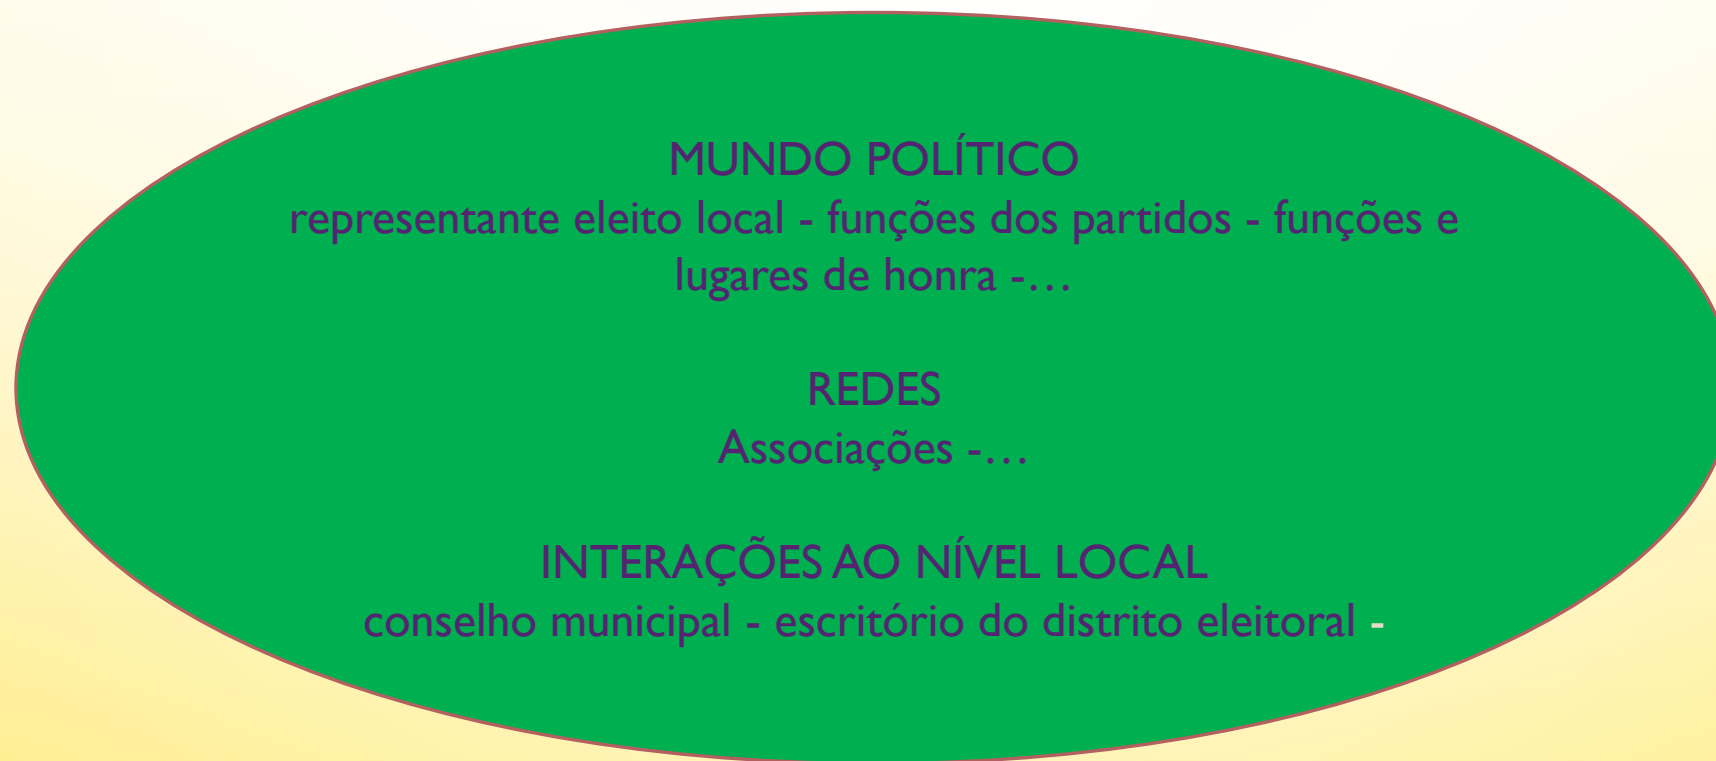 MUNDO POLÍTICO
representante eleito local - funções dos partidos - funções e
lugares de honra -…
REDES
Associações -…
INTERAÇÕES AO NÍVEL LOCAL
conselho municipal - escritório do distrito eleitoral -